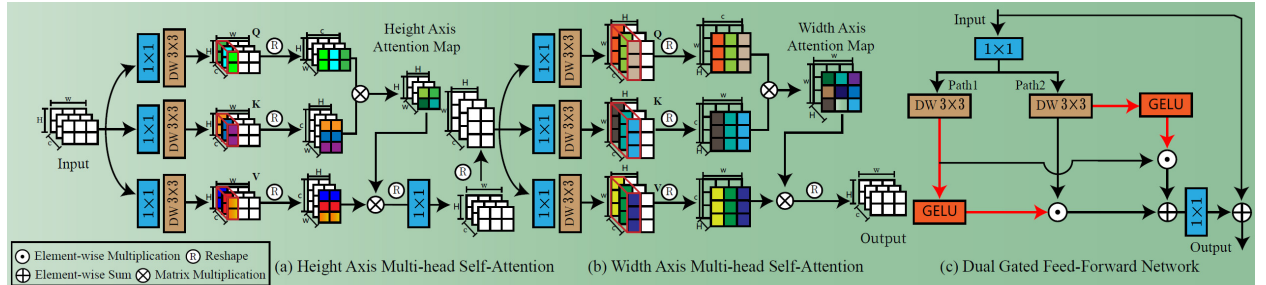 Input
1×1
DW 3×3
1×1
DW 3×3
1×1
DW 3×3
H
w
c
Q
K
V
R
Height Axis
Attention Map
1×1
1×1
DW 3×3
1×1
DW 3×3
1×1
DW 3×3
Q
K
V
R
Width Axis
Attention Map
Output
Input
1×1
Path1
Path2
DW 3×3
DW 3×3
GELU
GELU
1×1
Output
Element-wise Multiplication
R Reshape
Element-wise Sum
Matrix Multiplication
(a) Height Axis Multi-head Self-Attention
(b) Width Axis Multi-head Self-Attention
(c) Dual Gated Feed-Forward Network